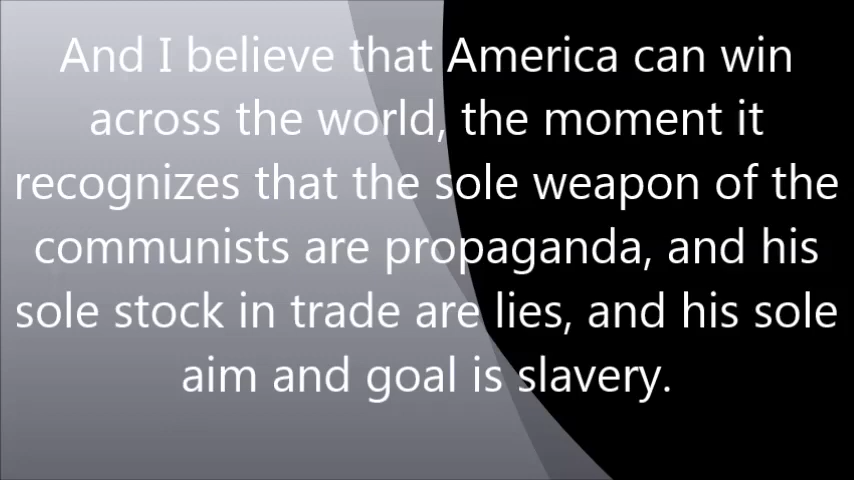 And I believe that America can win
across the world, the moment it
recognizes that the sole weapon of the
communists are propaganda, and his
sole stock in trade are lies, and his sole
aim and goal is slavery.